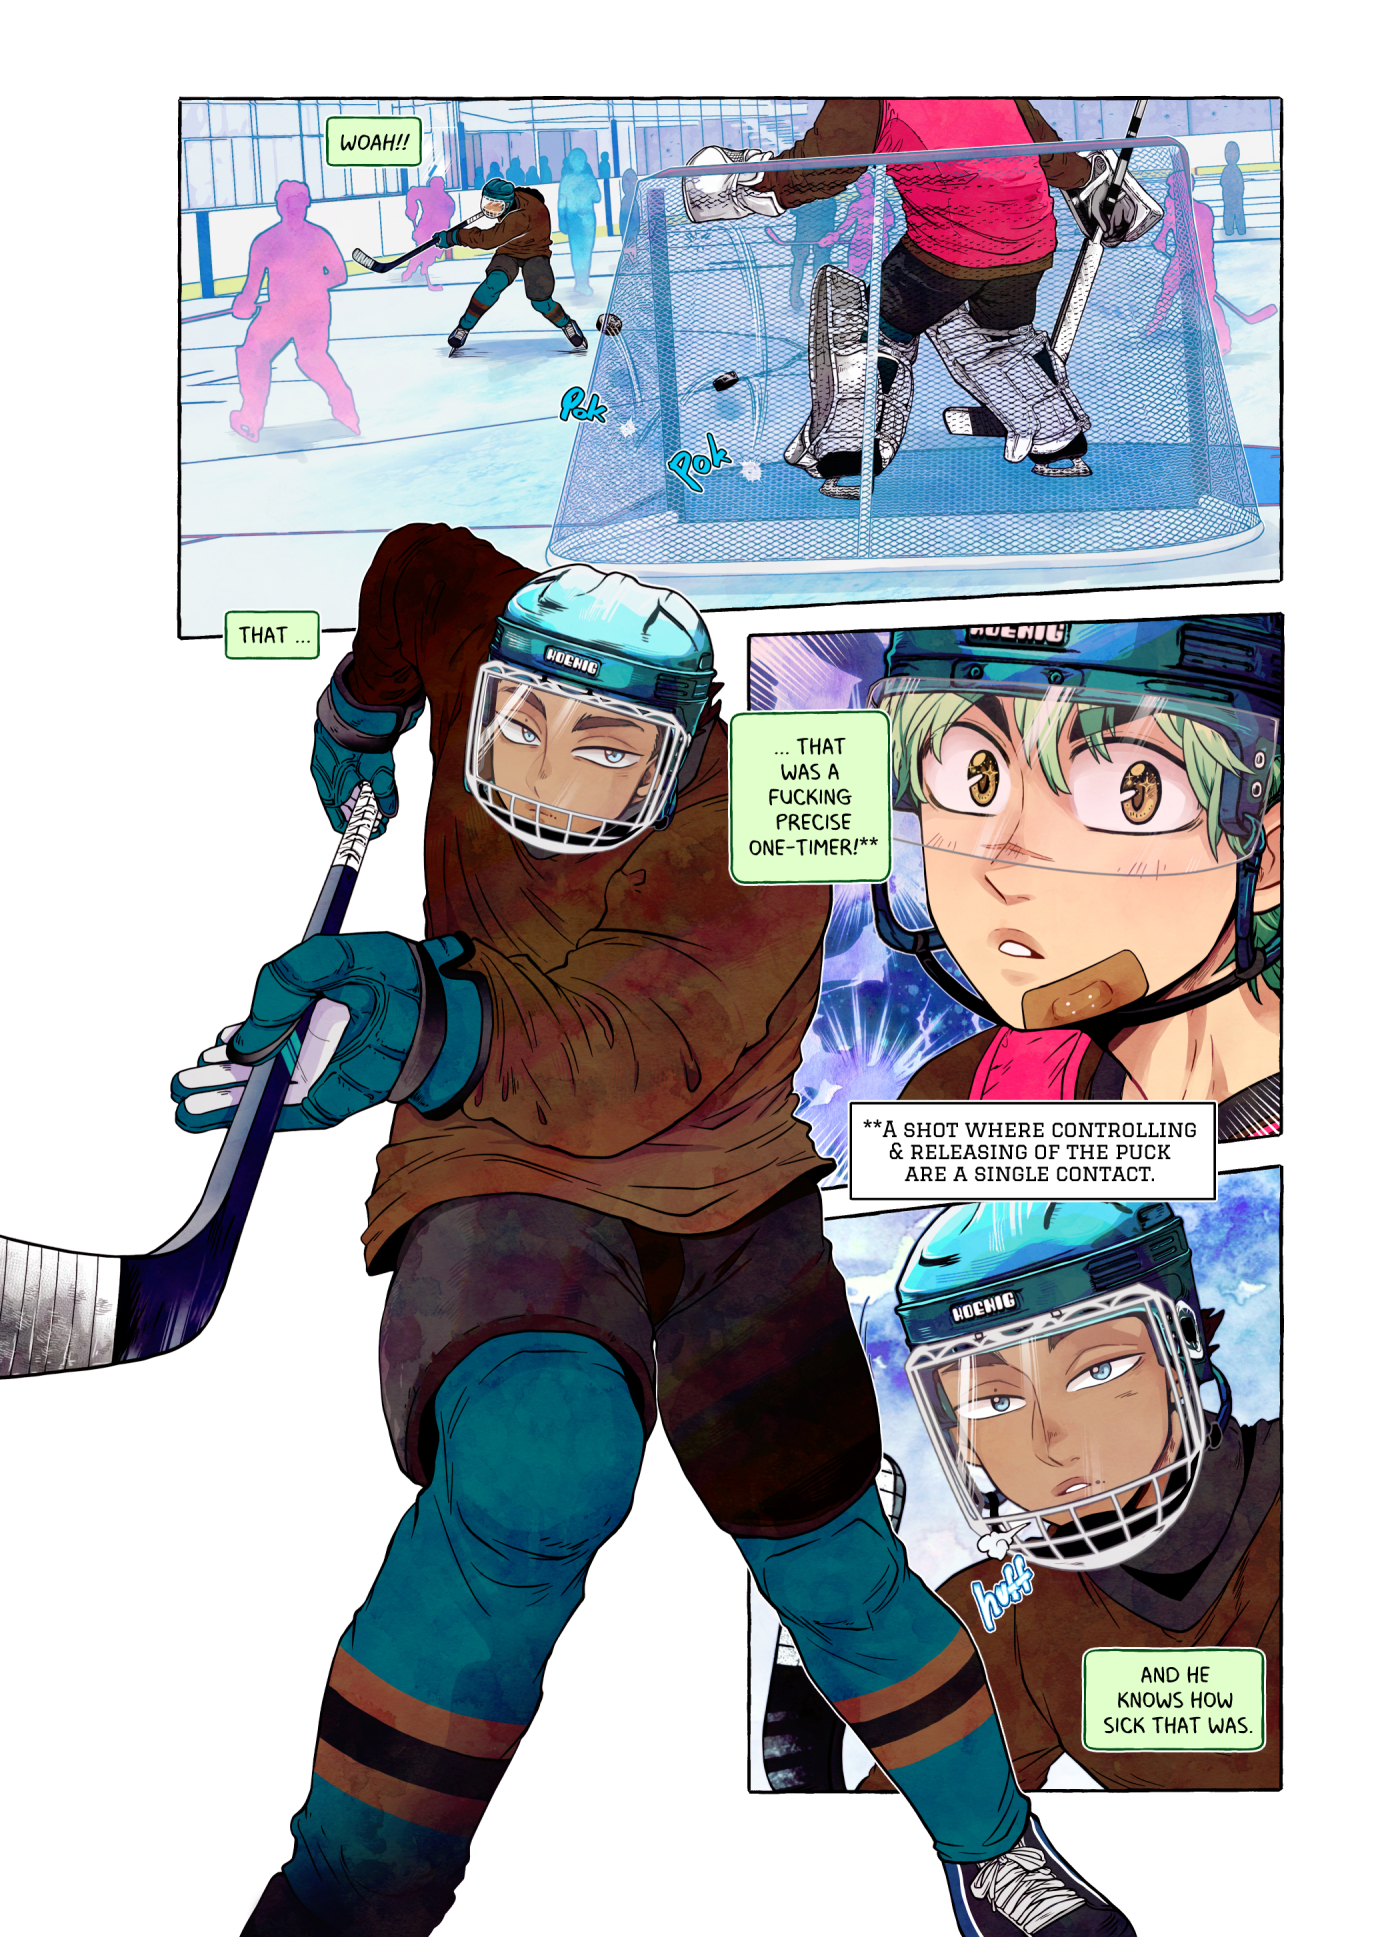 WOAH!!
Pok
Pok
THAT ...
HOENIG
HOENIG
... THAT
WAS A
FUCKING
PRECISE
ONE-TIMER!**
**A SHOT WHERE CONTROLLING
& RELEASING OF THE PUCK
ARE A SINGLE CONTACT.
HOENIG
huff
AND HE
KNOWS HOW
SICK THAT WAS.